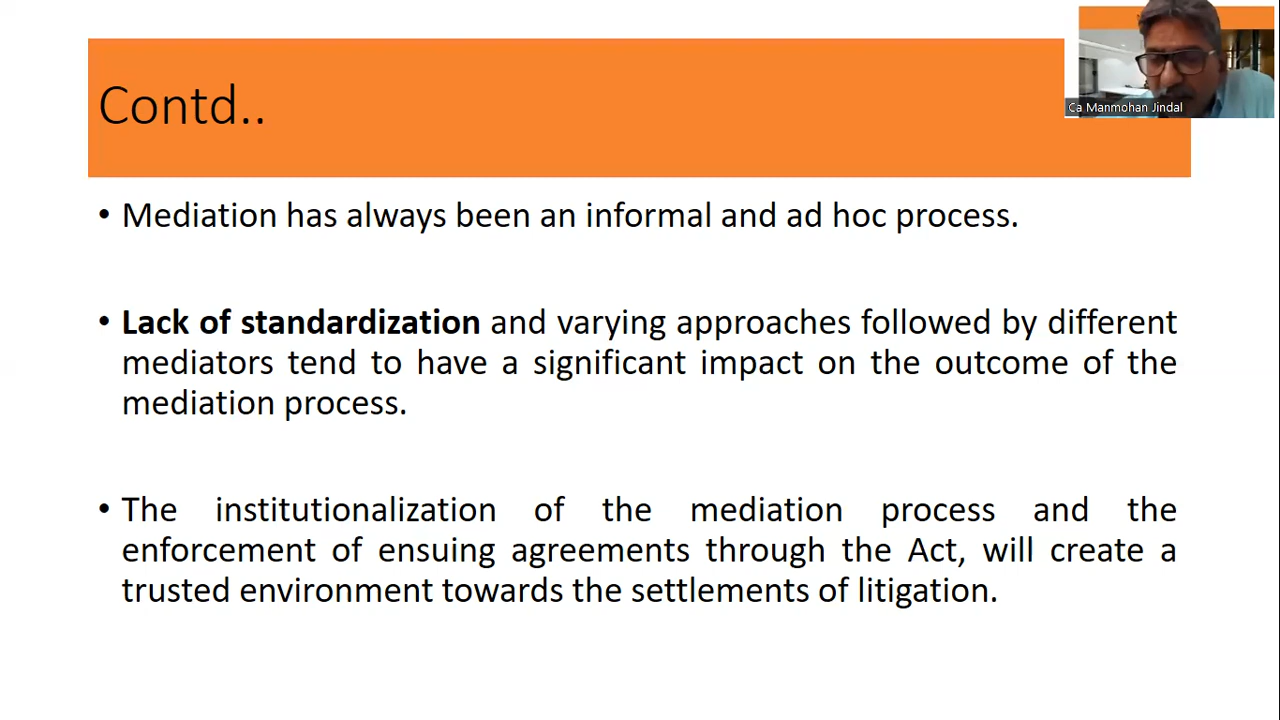 Contd..
Ca Manmohan Jindal
• Mediation has always been an informal and ad hoc process.
• Lack of standardization and varying approaches followed by different
mediators tend to have a significant impact on the outcome of the
mediation process.
• The institutionalization of the mediation process and the
enforcement of ensuing agreements through the Act, will create a
trusted environment towards the settlements of litigation.